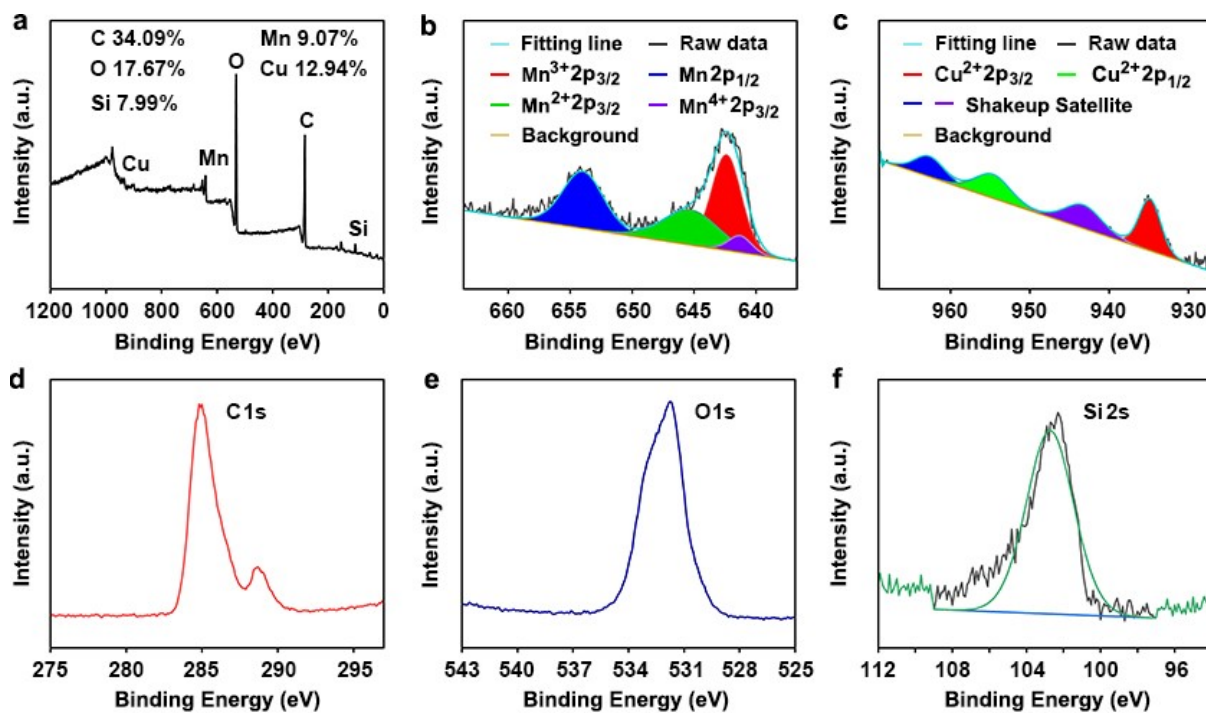 a
C 34.09% Mn 9.07%
O 17.67% Cu 12.94%
Si 7.99%
O
C
Cu
Mn
Si
Intensity (a.u.)
1200 1000 800 600 400 200 0
Binding Energy (eV)
b
Fitting line Raw data
Mn3+2p3/2 Mn 2p1/2
Mn2+2p3/2 Mn4+2p3/2
Background
Intensity (a.u.)
660 655 650 645 640
Binding Energy (eV)
c
Fitting line Raw data
Cu2+2p3/2 Cu2+2p1/2
Shakeup Satellite
Background
Intensity (a.u.)
960 950 940 930
Binding Energy (eV)
d
C1s
Intensity (a.u.)
275 280 285 290 295
Binding Energy (eV)
e
O1s
Intensity (a.u.)
543 540 537 534 531 528 525
Binding Energy (eV)
f
Si 2s
Intensity (a.u.)
112 108 104 100 96
Binding Energy (eV)